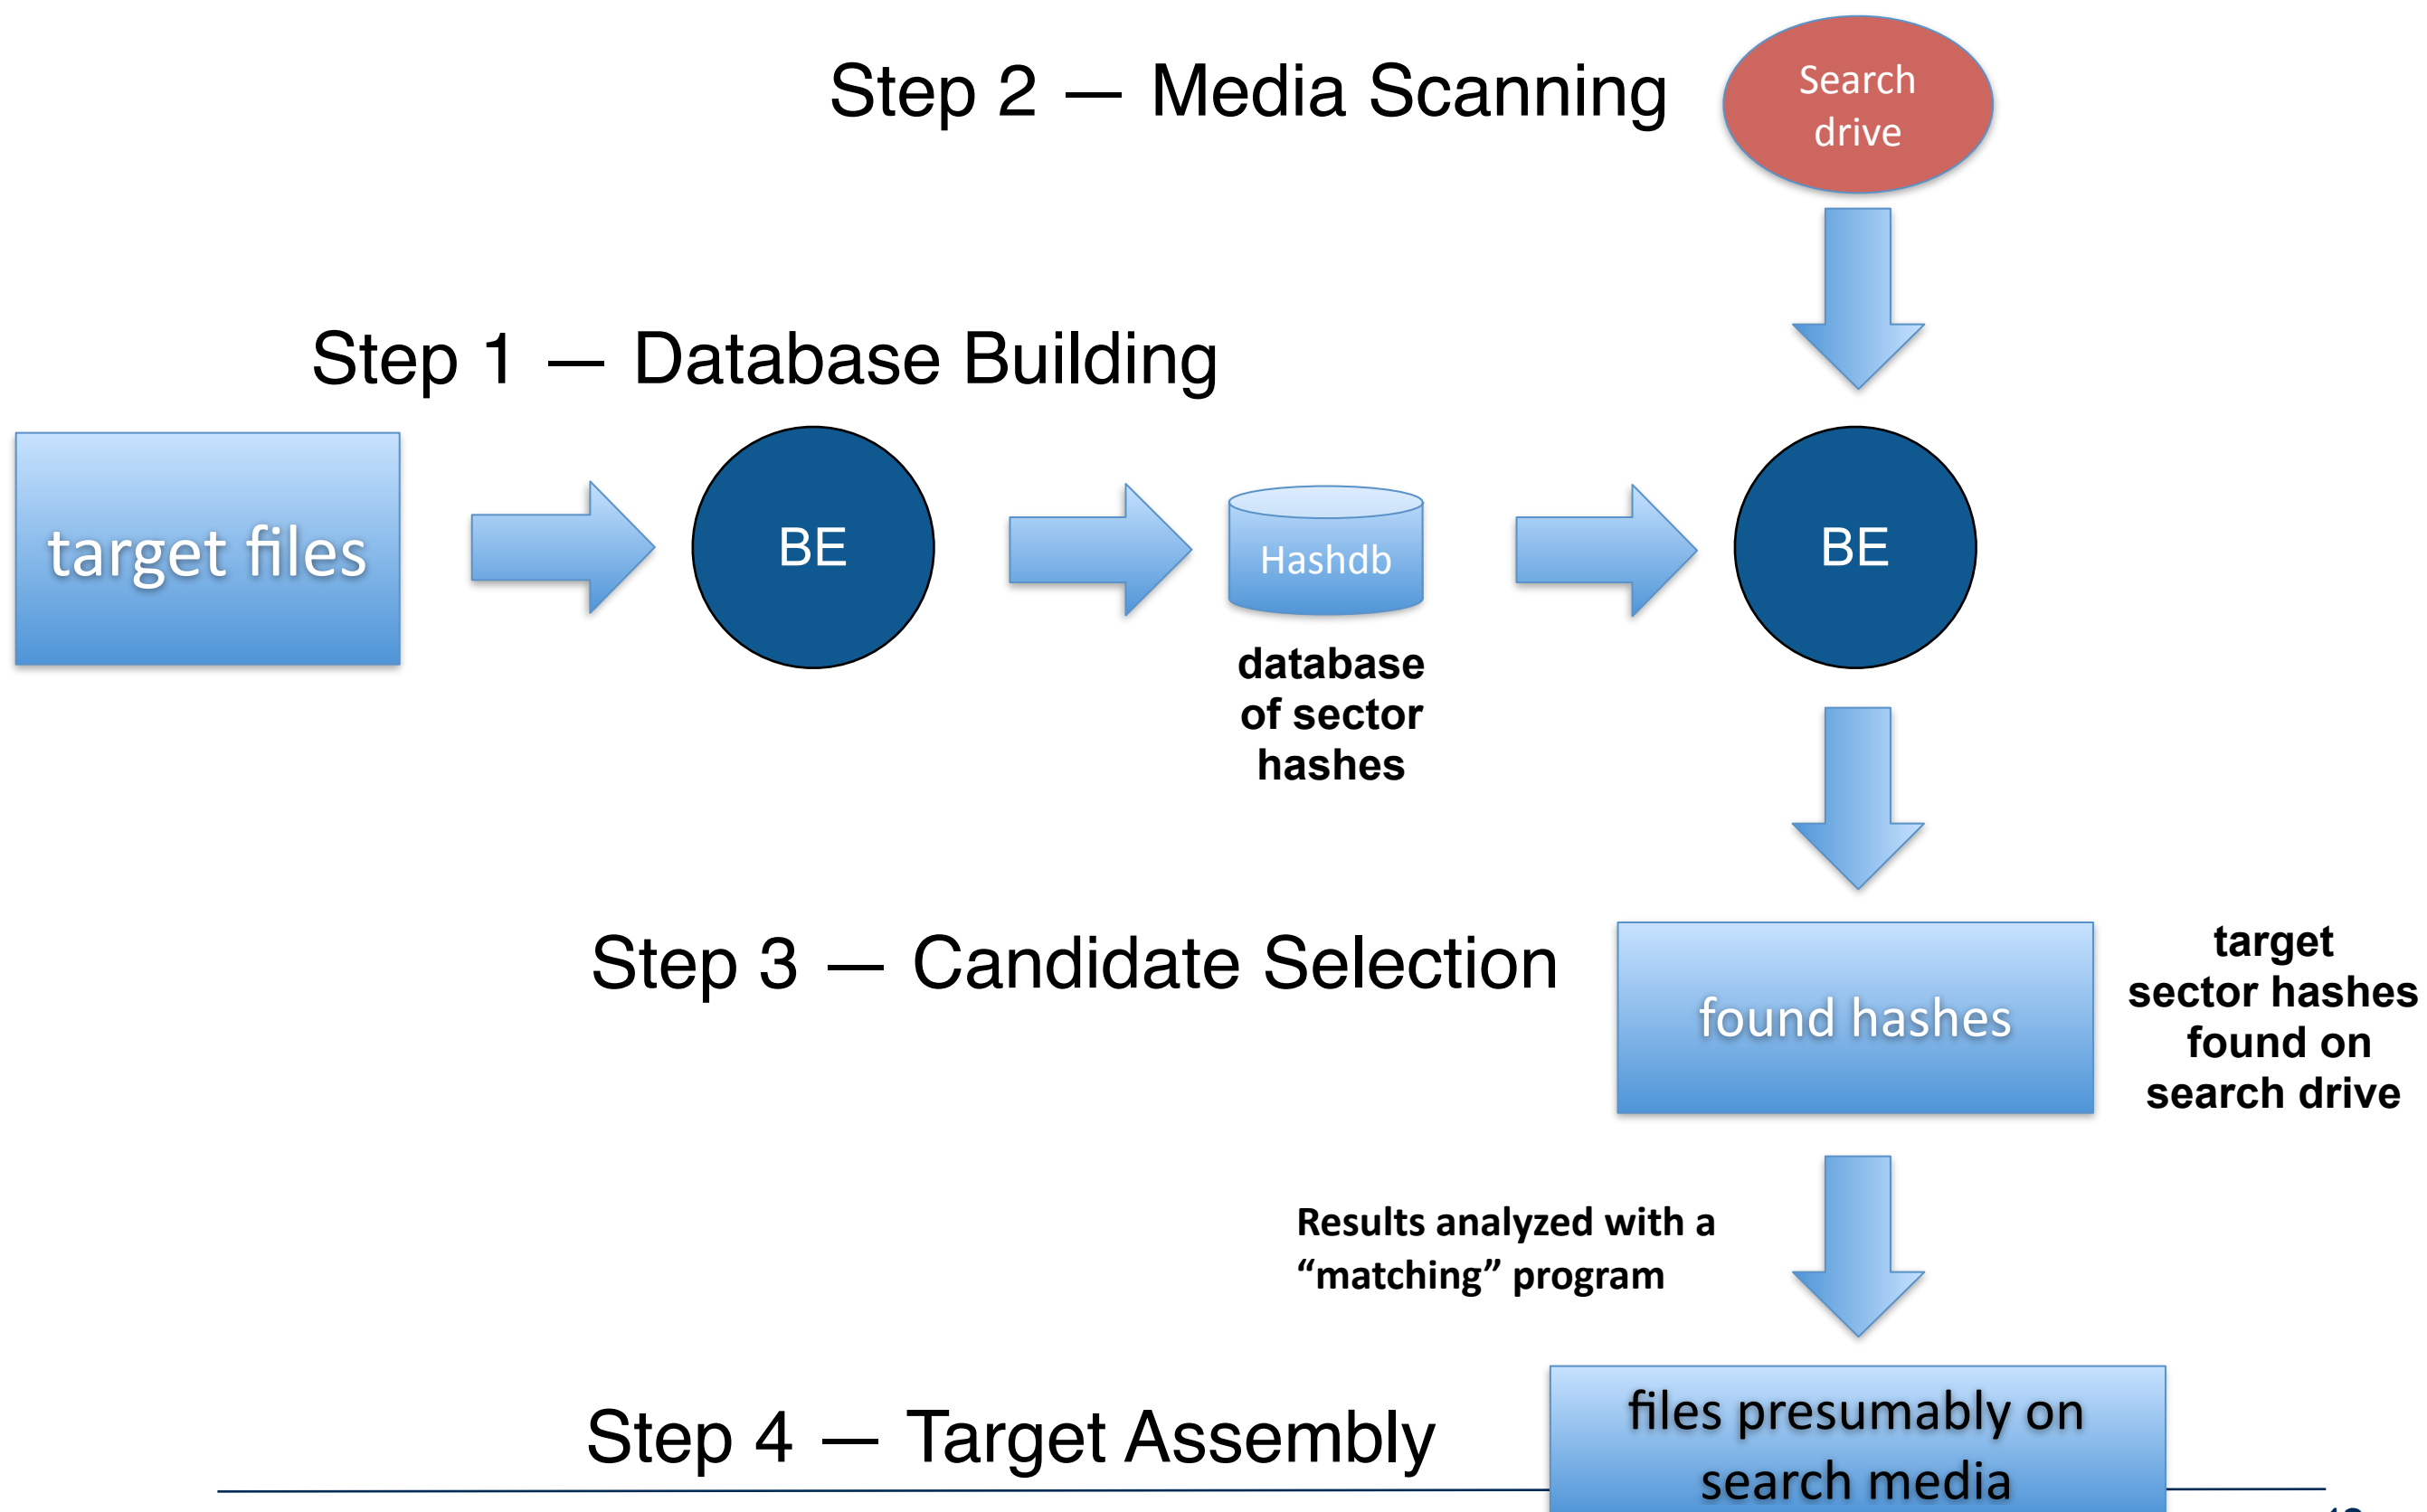 Step 2 — Media Scanning
Search
drive
Step 1 — Database Building
target files
BE
Hashdb
BE
database
of sector
hashes
Step 3 — Candidate Selection
found hashes
target
sector hashes
found on
search drive
Results analyzed with a
“matching” program
Step 4 — Target Assembly
files presumably on
search media